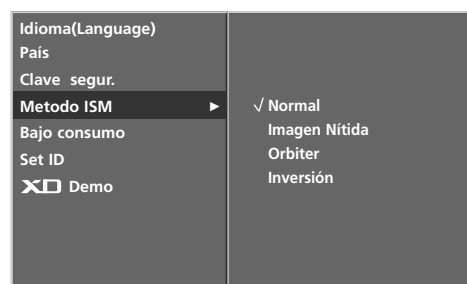 Idioma(Language)
País
Clave segur.
Metodo ISM ►
Bajo consumo
Set ID
XD Demo
√ Normal
Imagen Nítida
Orbiter
Inversión